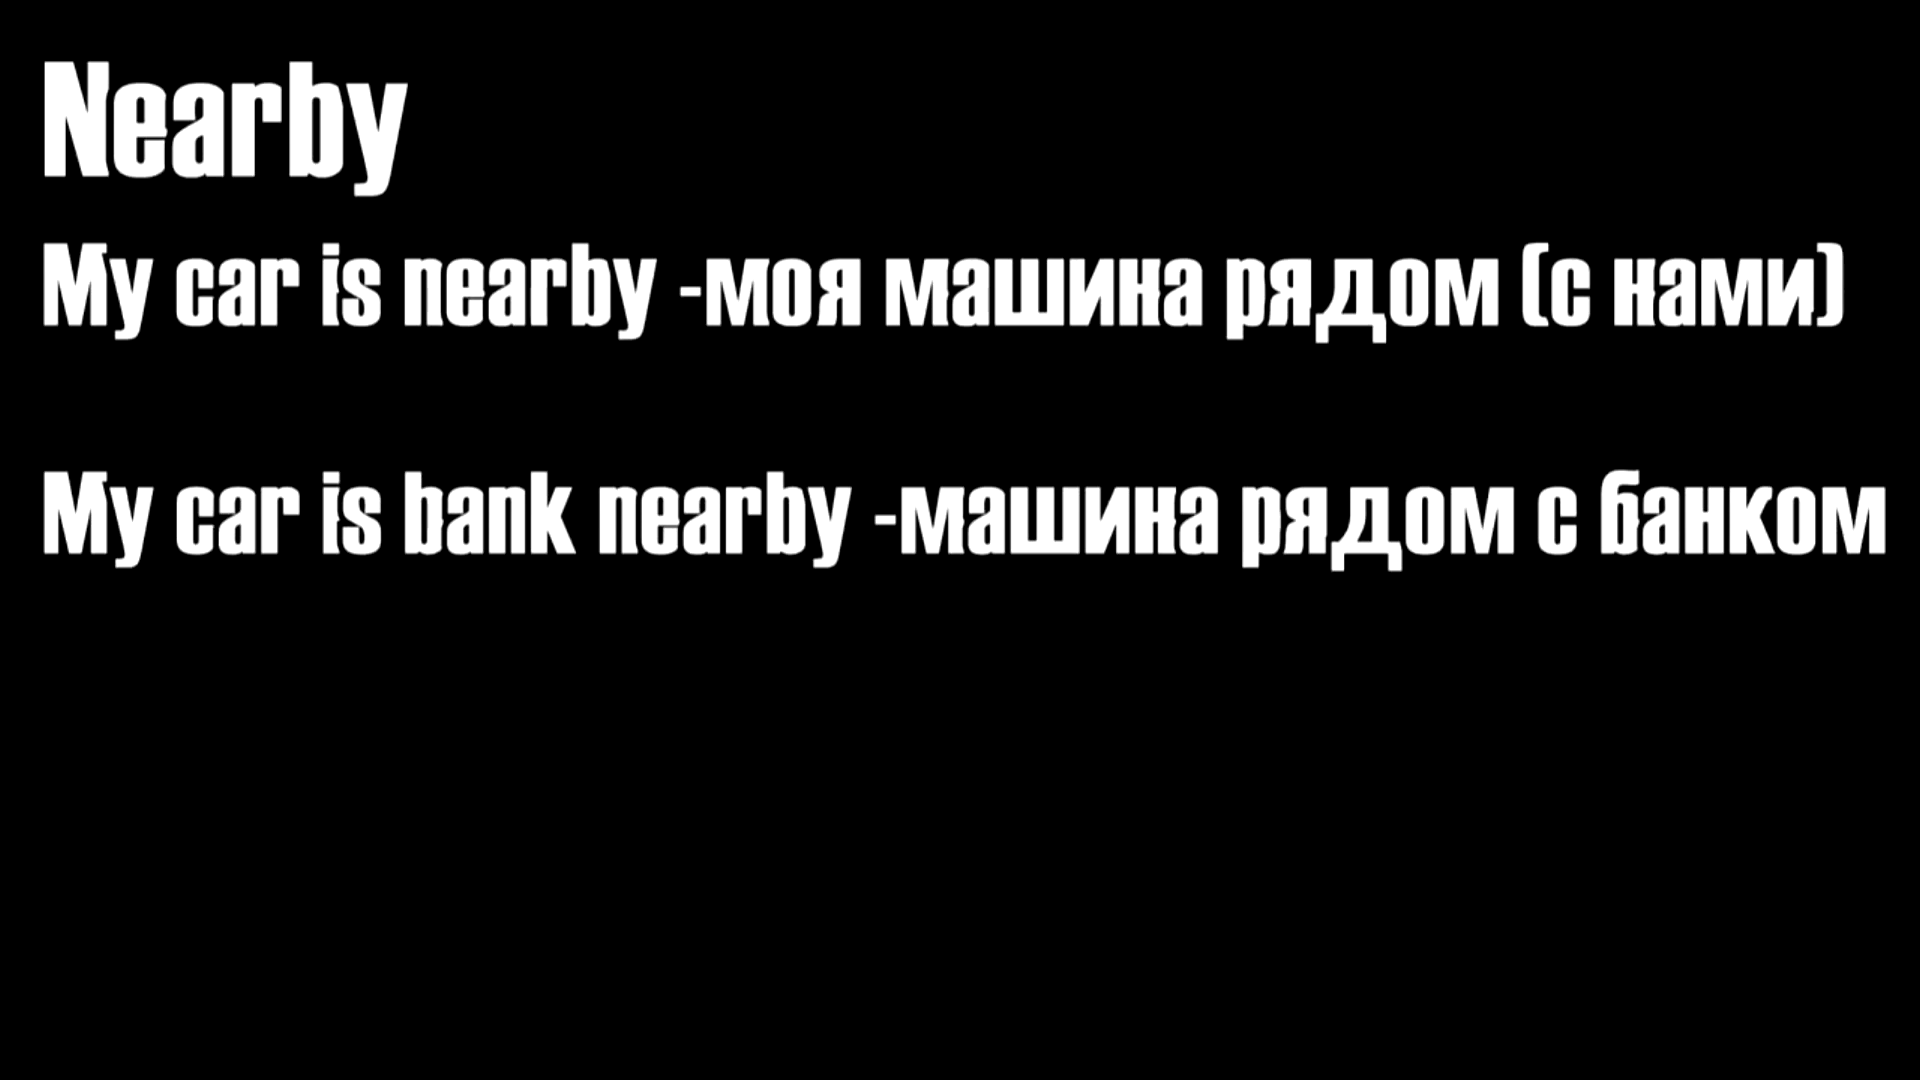 Nearby
My car is nearby -моя машина рядом (с нами)
My car is bank nearby -машина рядом с банком